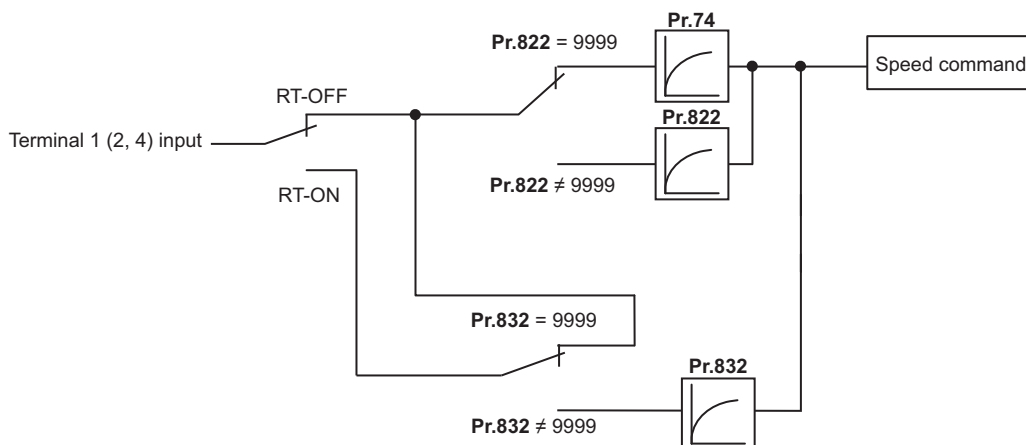 Pr.74
Pr.822 = 9999
Speed command
RT-OFF
Pr.822
Terminal 1 (2, 4) input
Pr.822 ≠ 9999
RT-ON
Pr.832 = 9999
Pr.832
Pr.832 ≠ 9999